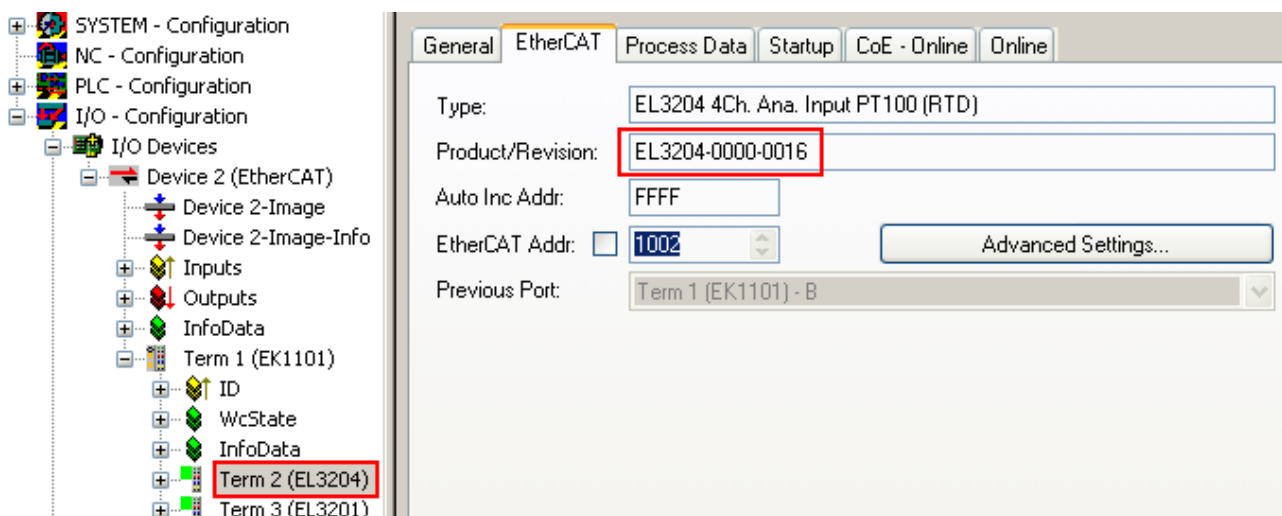 SYSTEM - Configuration
NC - Configuration
PLC - Configuration
I/O - Configuration
I/O Devices
Device 2 (EtherCAT)
Device 2-Image
Device 2-Image-Info
Inputs
Outputs
InfoData
Term 1 (EK1101)
ID
WcState
InfoData
Term 2 (EL3204)
Term 3 (EL3201)
General EtherCAT Process Data Startup CoE - Online Online
Type: EL3204 4Ch. Ana. Input PT100 (RTD)
Product/Revision: EL3204-0000-0016
Auto Inc Addr: FFFF
EtherCAT Addr: 1002 Advanced Settings...
Previous Port: Term 1 (EK1101) - B